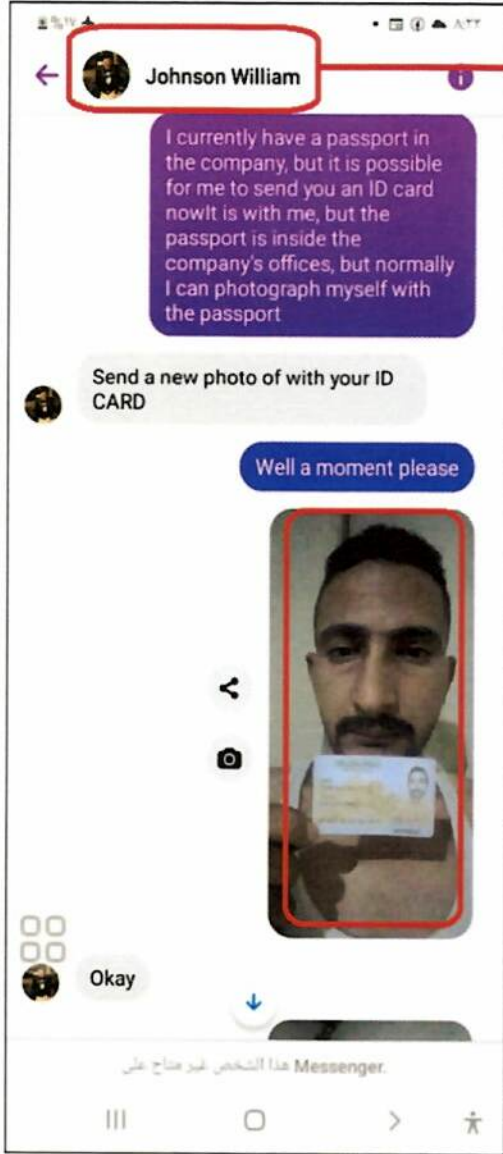 ٨:٢٣
Johnson William
I currently have a passport in
the company, but it is possible
for me to send you an ID card
nowIt is with me, but the
passport is inside the
company's offices, but normally
I can photograph myself with
the passport
Send a new photo of with your ID
CARD
Well a moment please
Okay
هذا الشخص غير متاح على Messenger.